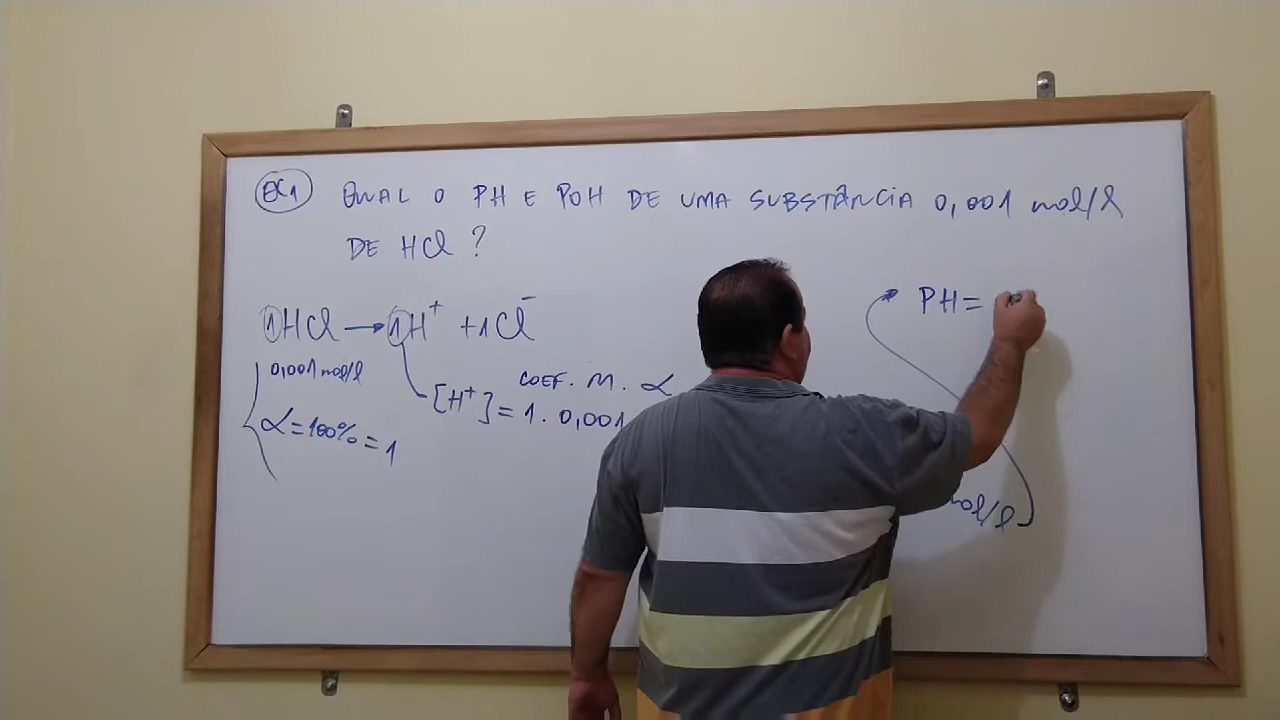 EX1 QUAL O PH E POH DE UMA SUBSTÂNCIA 0,001 mol/l
DE HCl ?
1HCl → 1H+ + 1Cl-
0,001 mol/l
α = 100% = 1
COEF. M. α
[H+] = 1. 0,001
PH =
mol/l